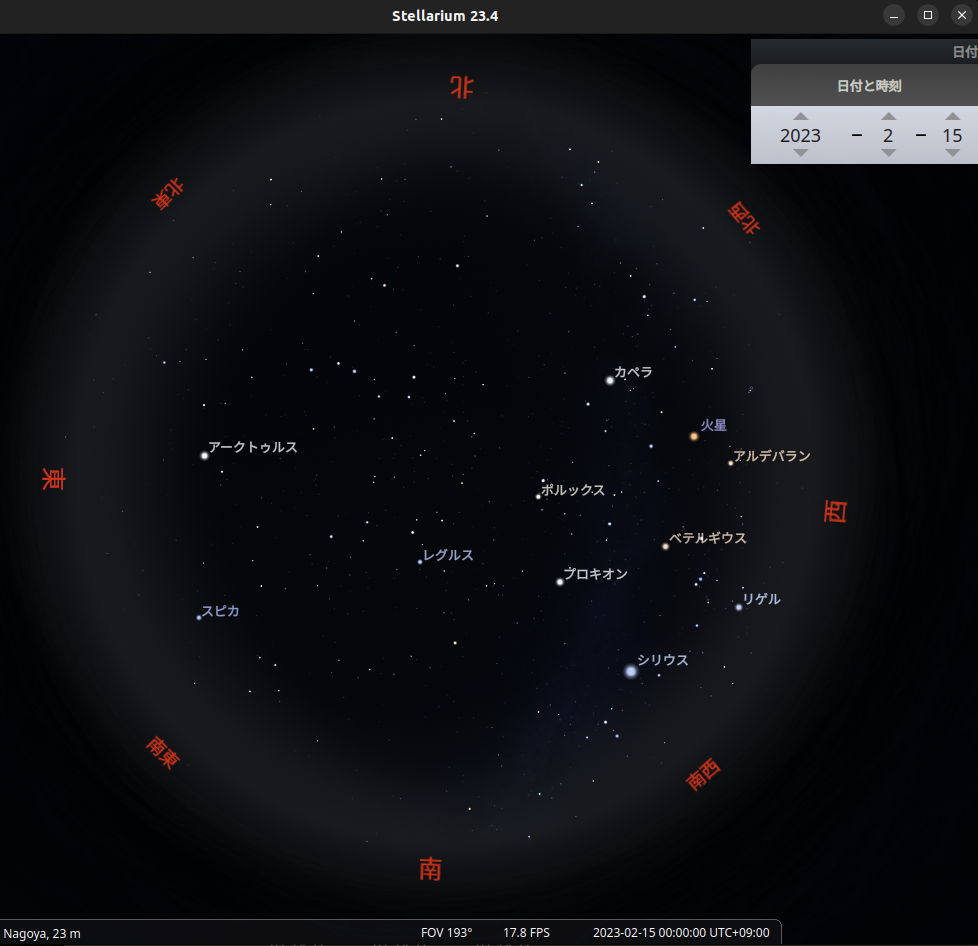 Stellarium 23.4
日付
日付と時刻
2023 - 2 - 15
北
北東
北西
カペラ
火星
アークトゥルス
アルデバラン
東
ポルックス
西
ベテルギウス
レグルス
プロキオン
リゲル
スピカ
シリウス
南東
南西
南
Nagoya, 23 m
FOV 193°
17.8 FPS
2023-02-15 00:00:00 UTC+09:00